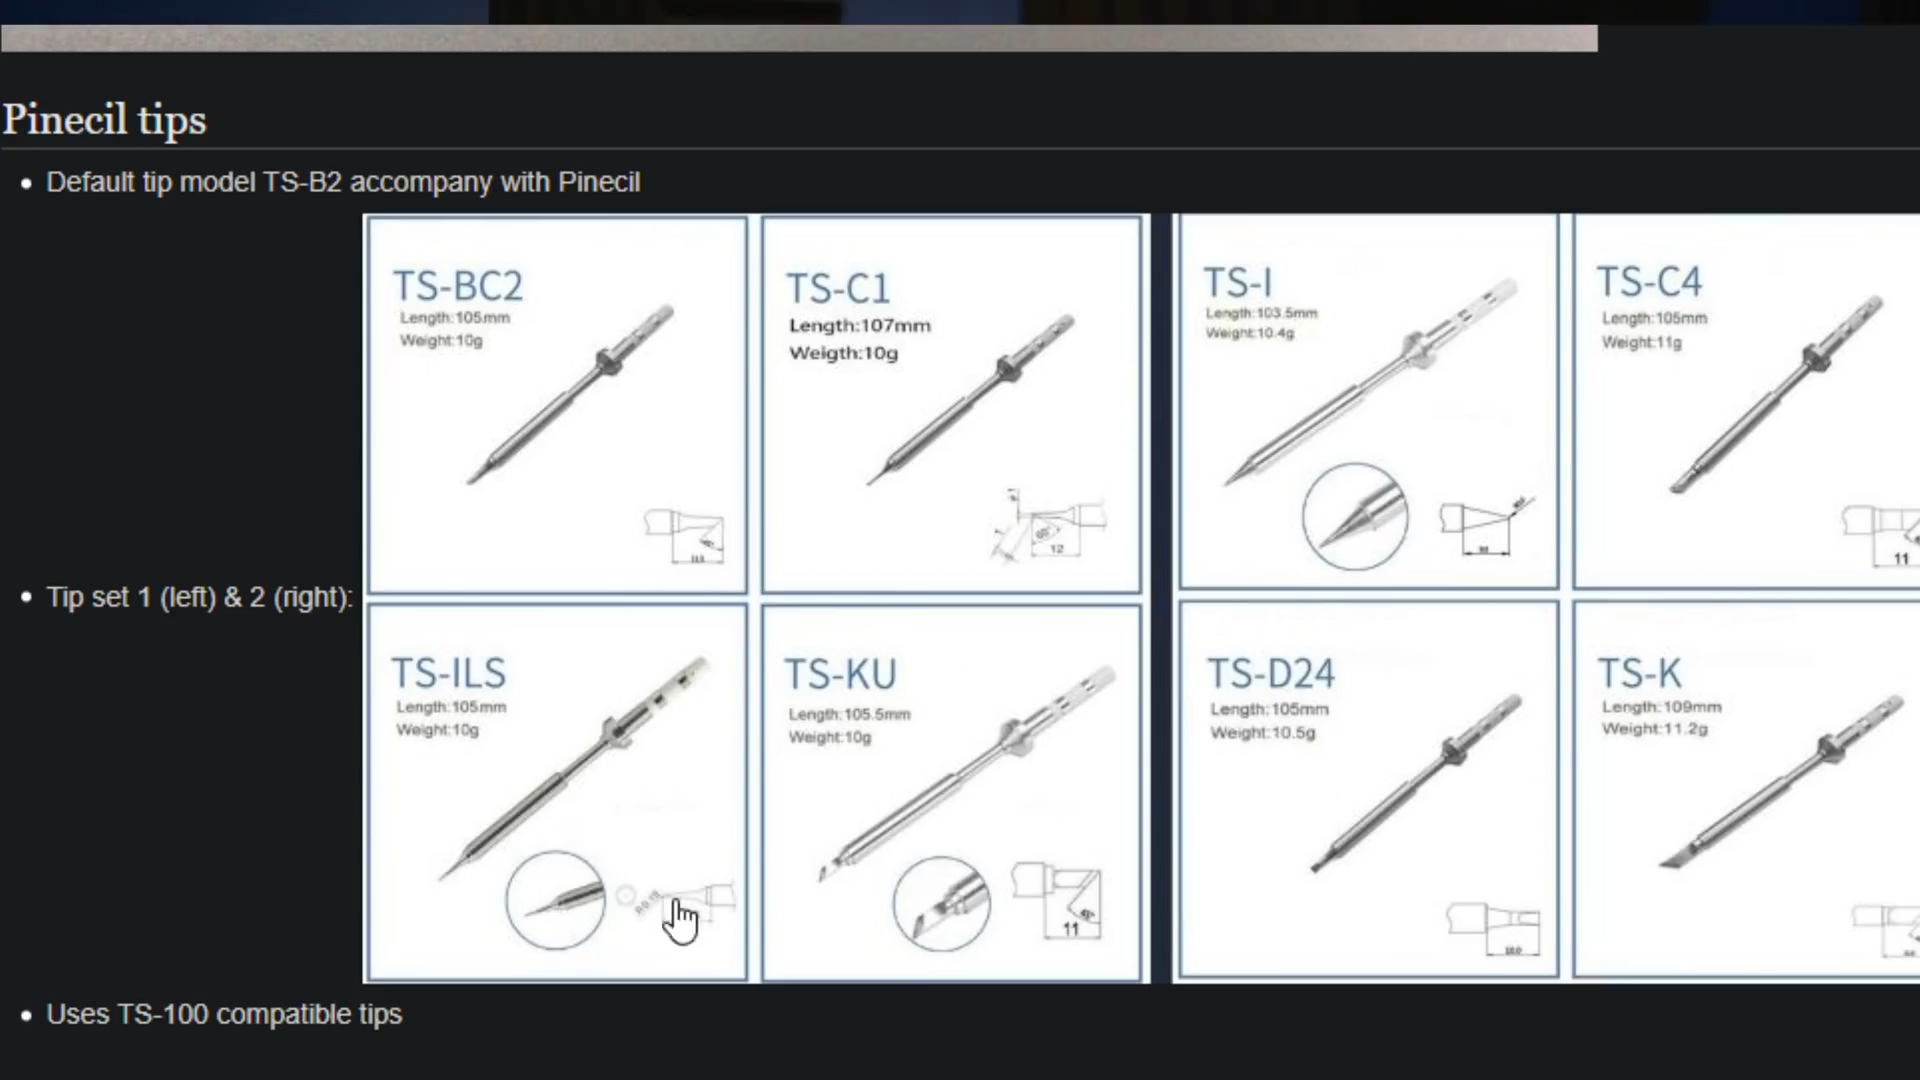 Pinecil tips
Default tip model TS-B2 accompany with Pinecil
Tip set 1 (left) & 2 (right):
TS-BC2
Length:105mm
Weight:10g
TS-C1
Length:107mm
Weigth:10g
60°
12
TS-I
Length:103.5mm
Weight:10.4g
TS-C4
Length:105mm
Weight:11g
11
TS-ILS
Length:105mm
Weight:10g
TS-KU
Length:105.5mm
Weight:10g
45°
11
TS-D24
Length:105mm
Weight:10.5g
TS-K
Length:109mm
Weight:11.2g
Uses TS-100 compatible tips